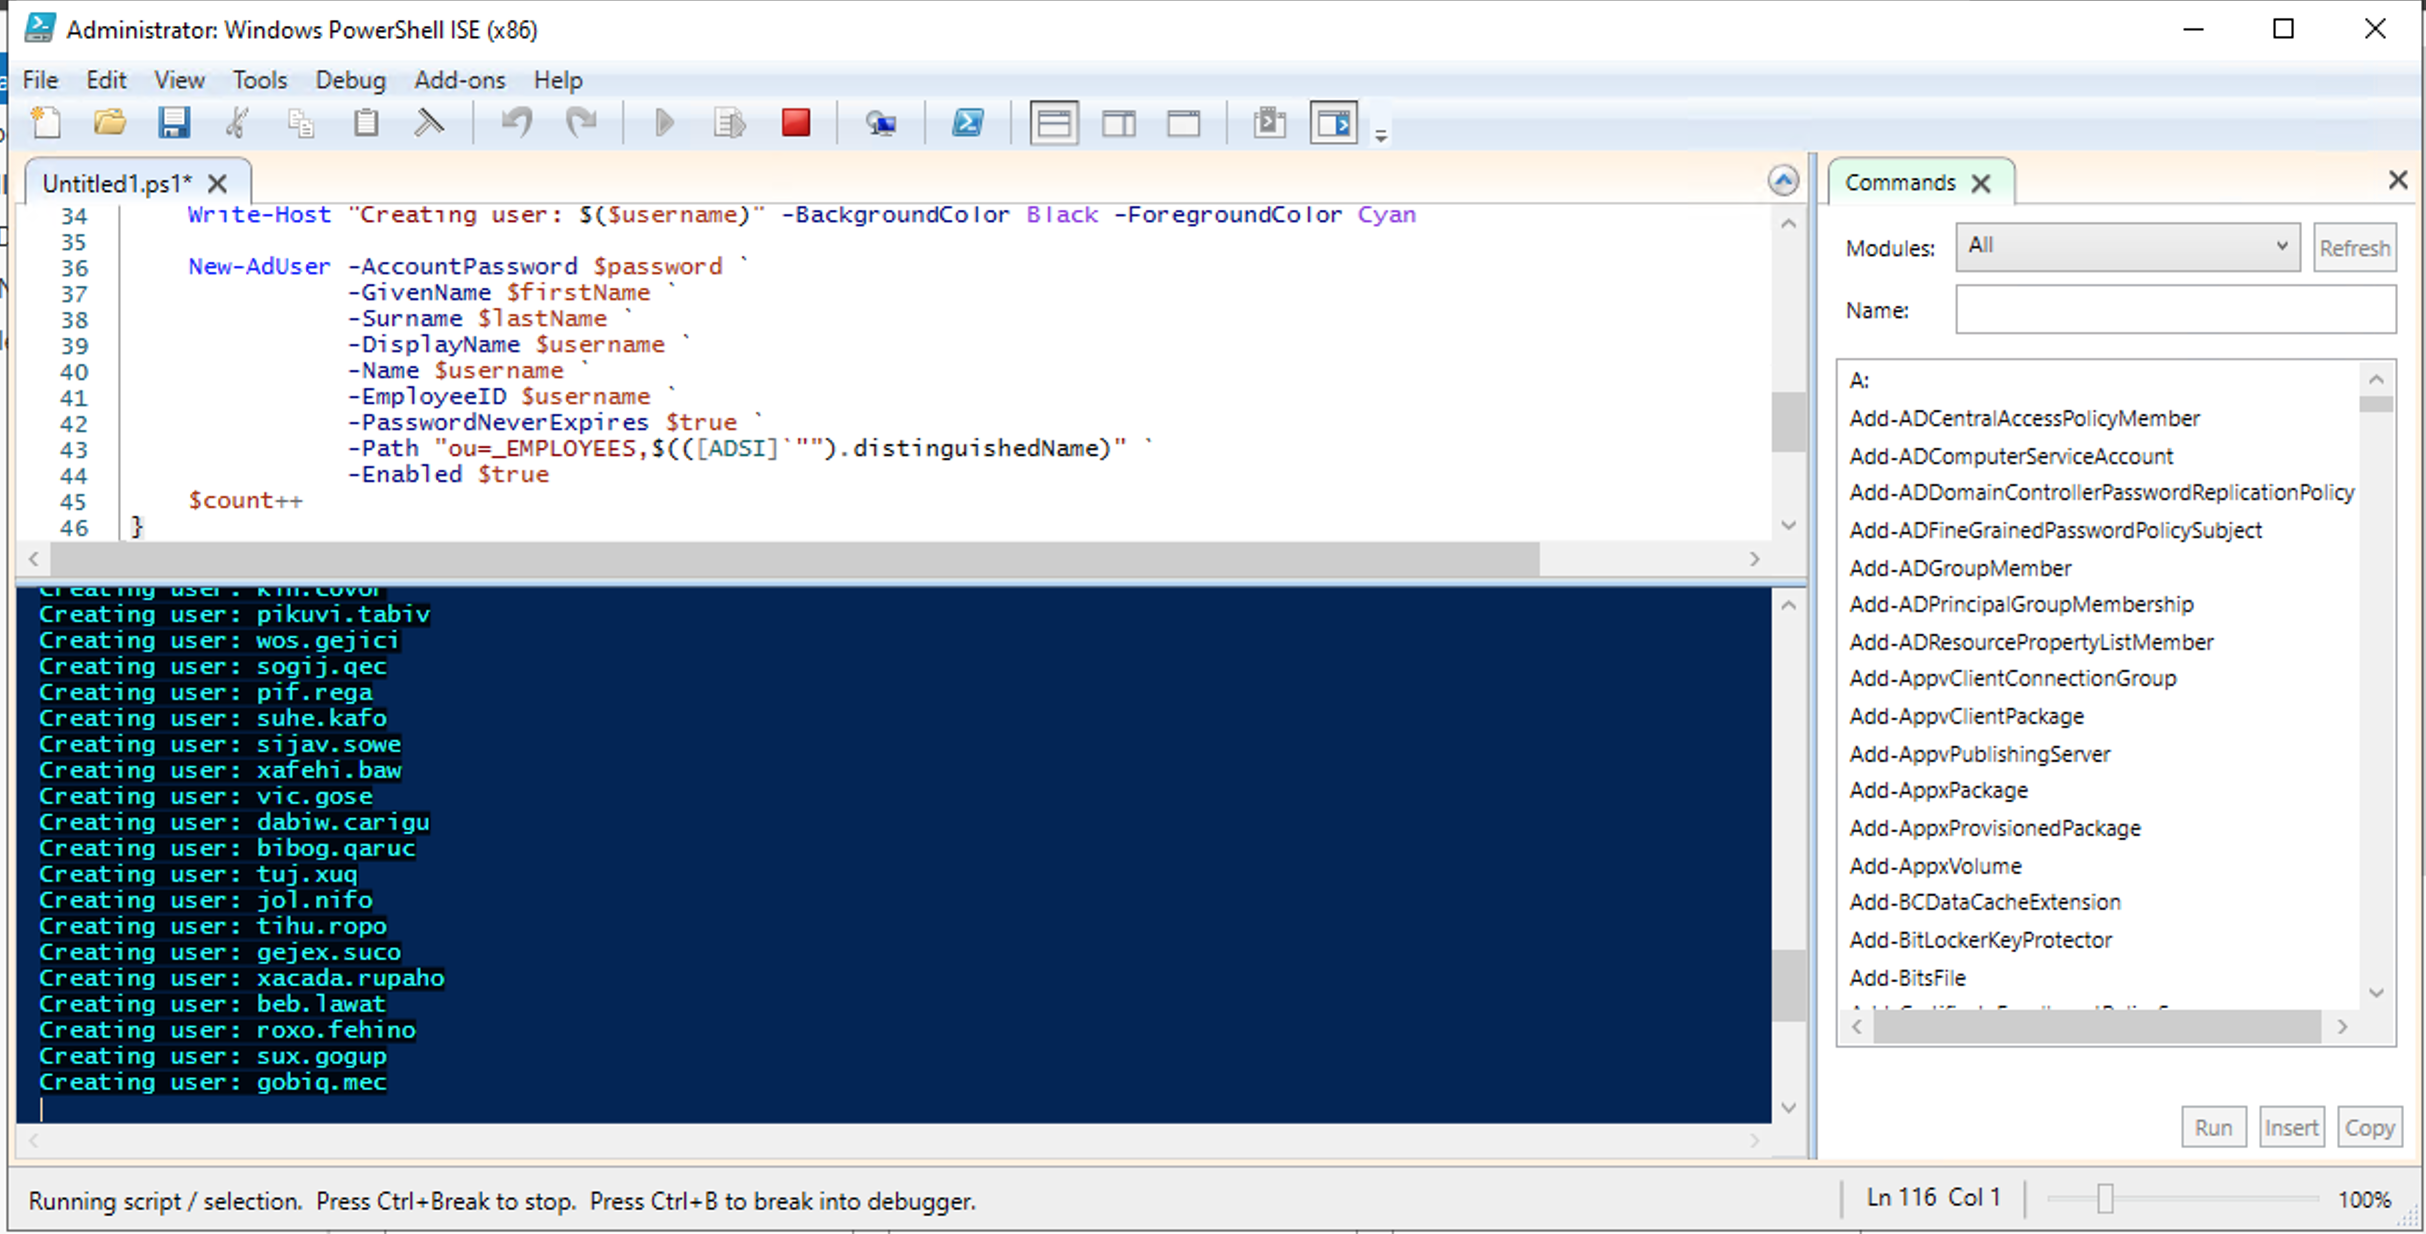 Administrator: Windows PowerShell ISE (x86)
File Edit View Tools Debug Add-ons Help
Untitled1.ps1*
34 Write-Host "Creating user: $($username)" -BackgroundColor Black -ForegroundColor Cyan
35
36 New-AdUser -AccountPassword $password `
37 -GivenName $firstName `
38 -Surname $lastName `
39 -DisplayName $username `
40 -Name $username `
41 -EmployeeID $username `
42 -PasswordNeverExpires $true `
43 -Path "ou=_EMPLOYEES,$(([ADSI]`"").distinguishedName)" `
44 -Enabled $true
45 $count++
46 }
Creating user:
Creating user: pikuvi.tabiv
Creating user: wos.gejici
Creating user: sogij.qec
Creating user: pif.rega
Creating user: suhe.kafo
Creating user: sijav.sowe
Creating user: xafehi.baw
Creating user: vic.gose
Creating user: dabiw.carigu
Creating user: bibog.qaruc
Creating user: tuj.xuq
Creating user: jol.nifo
Creating user: tihu.ropo
Creating user: gejex.suco
Creating user: xacada.rupaho
Creating user: beb.lawat
Creating user: roxo.fehino
Creating user: sux.gogup
Creating user: gobiq.mec
Commands
Modules: All Refresh
Name:
A:
Add-ADCentralAccessPolicyMember
Add-ADComputerServiceAccount
Add-ADDomainControllerPasswordReplicationPolicy
Add-ADFineGrainedPasswordPolicySubject
Add-ADGroupMember
Add-ADPrincipalGroupMembership
Add-ADResourcePropertyListMember
Add-AppvClientConnectionGroup
Add-AppvClientPackage
Add-AppvPublishingServer
Add-AppxPackage
Add-AppxProvisionedPackage
Add-AppxVolume
Add-BCDataCacheExtension
Add-BitLockerKeyProtector
Add-BitsFile
Run Insert Copy
Running script / selection. Press Ctrl+Break to stop. Press Ctrl+B to break into debugger.
Ln 116 Col 1
100%